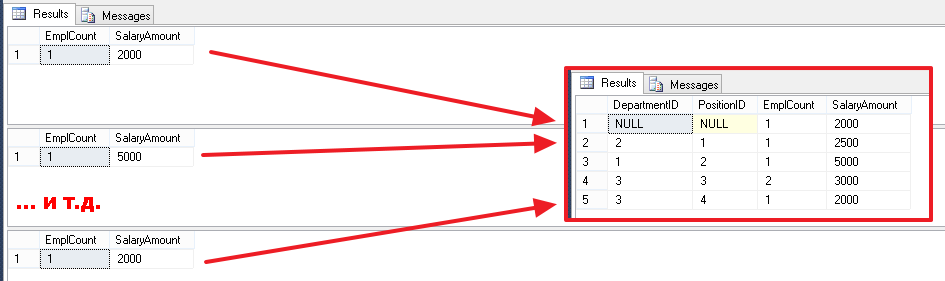 Results Messages
EmplCount SalaryAmount
1 1 2000
EmplCount SalaryAmount
1 1 5000
... и т.д.
EmplCount SalaryAmount
1 1 2000
Results Messages
DepartmentID PositionID EmplCount SalaryAmount
1 NULL NULL 1 2000
2 2 1 1 2500
3 1 2 1 5000
4 3 3 2 3000
5 3 4 1 2000